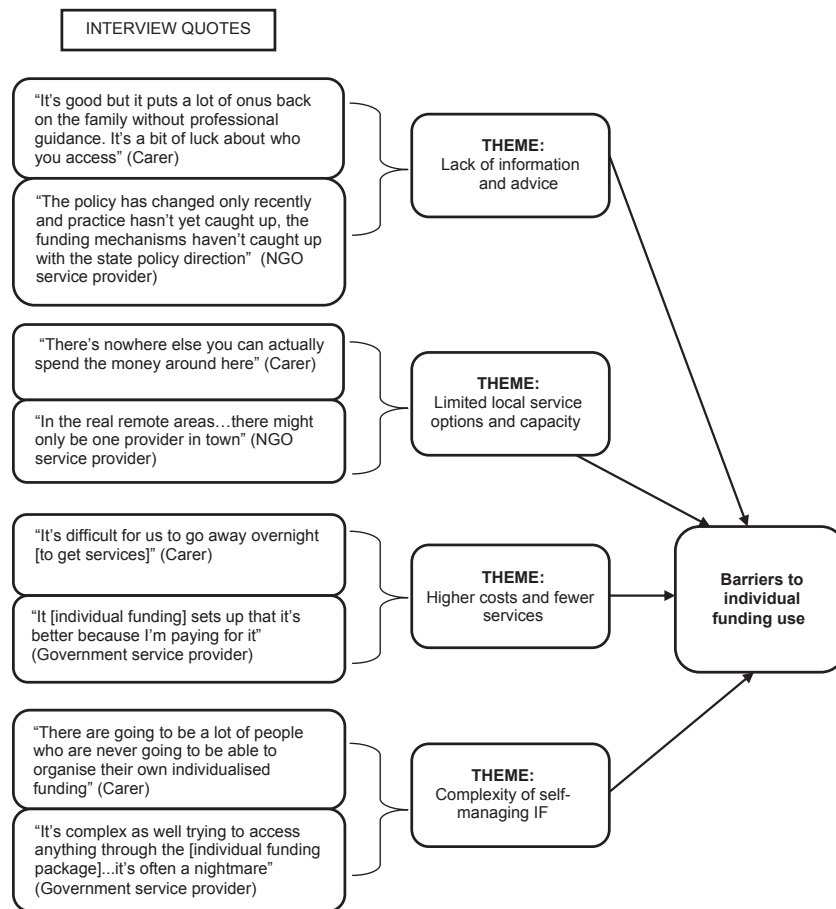 INTERVIEW QUOTES
“It’s good but it puts a lot of onus back
on the family without professional
guidance. It’s a bit of luck about who
you access” (Carer)
“The policy has changed only recently
and practice hasn’t yet caught up, the
funding mechanisms haven’t caught up
with the state policy direction” (NGO
service provider)
THEME:
Lack of information
and advice
“There’s nowhere else you can actually
spend the money around here” (Carer)
“In the real remote areas…there might
only be one provider in town” (NGO
service provider)
THEME:
Limited local service
options and capacity
“It’s difficult for us to go away overnight
[to get services]” (Carer)
“It [individual funding] sets up that it’s
better because I’m paying for it”
(Government service provider)
THEME:
Higher costs and fewer
services
“There are going to be a lot of people
who are never going to be able to
organise their own individualised
funding” (Carer)
“It’s complex as well trying to access
anything through the [individual funding
package]...it’s often a nightmare”
(Government service provider)
THEME:
Complexity of self-
managing IF
Barriers to
individual
funding use